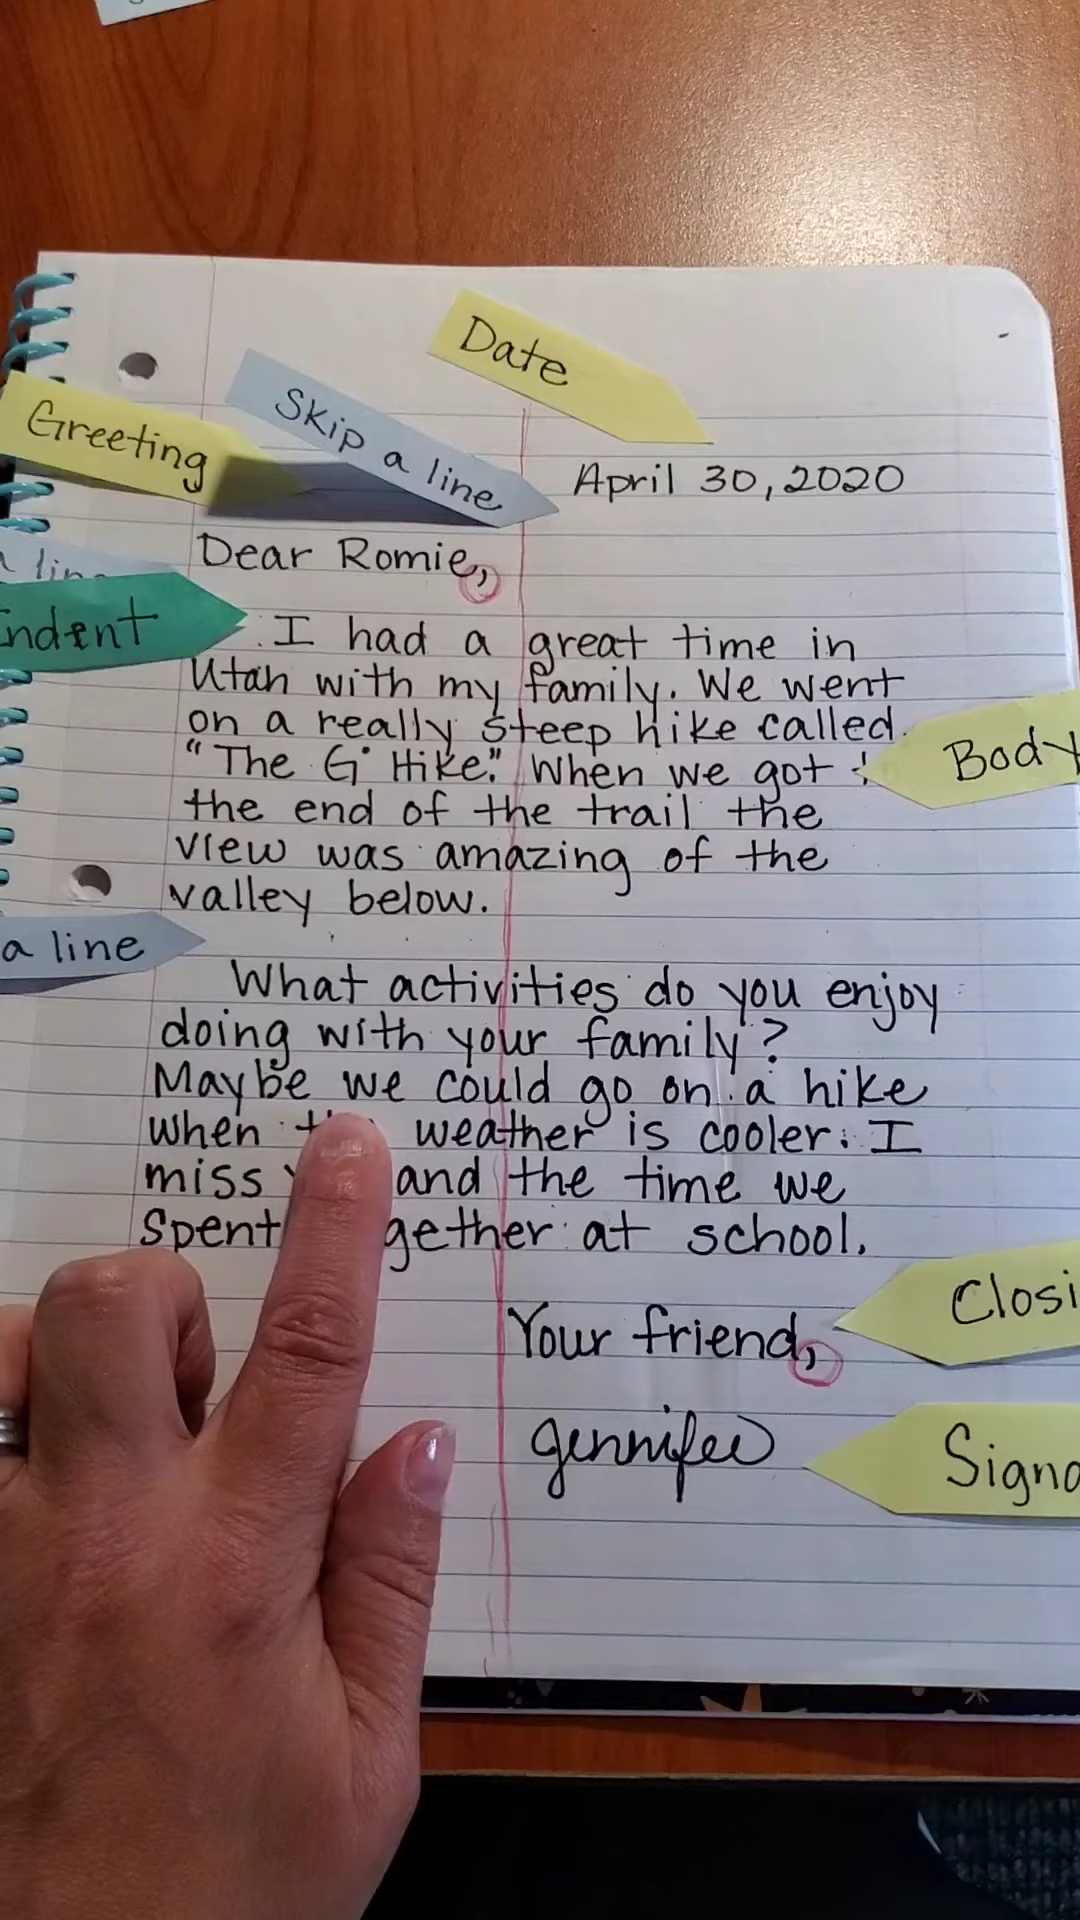 Date
Skip a line
Greeting
April 30, 2020
Dear Romie,
a line
Indent
I had a great time in
Utah with my family. We went
on a really steep hike called
"The G Hike." When we got
Body
the end of the trail the
view was amazing of the
valley below.
a line
What activities do you enjoy
doing with your family?
Maybe we could go on a hike
when weather is cooler. I
miss and the time we
spent gether at school.
Closi
Your friend,
Jennifer
Signa